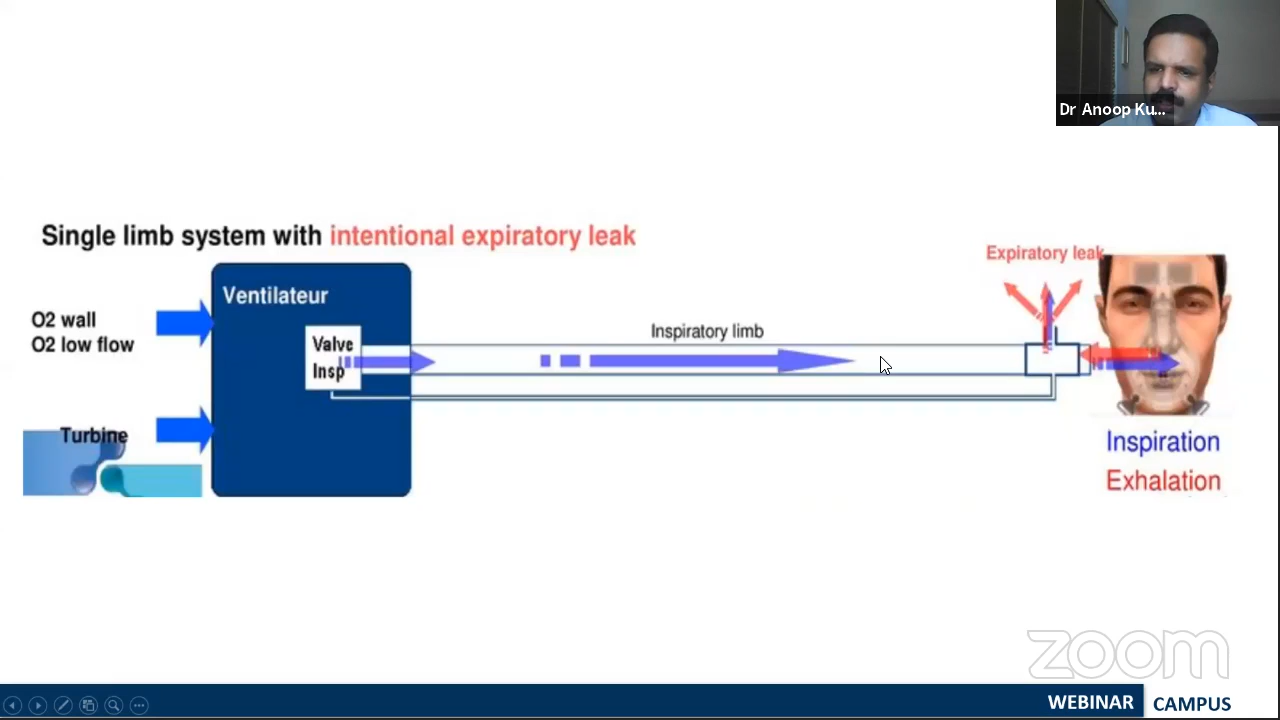 Dr Anoop Ku...
Single limb system with intentional expiratory leak
Expiratory leak
Ventilateur
O2 wall
O2 low flow
Inspiratory limb
Valve
Insp
Turbine
Inspiration
Exhalation
zoom
WEBINAR CAMPUS